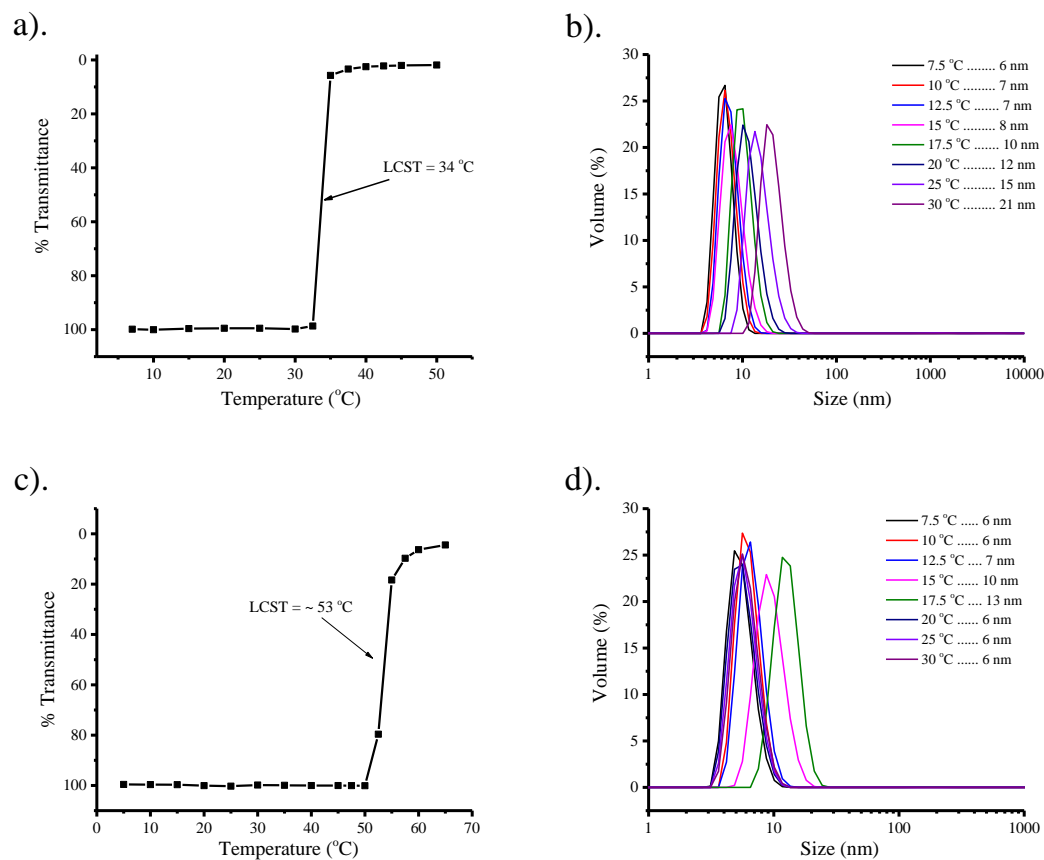 a).
0
20
40
60
80
100
% Transmittance
LCST = 34 °C
10 20 30 40 50
Temperature (°C)
b).
30
25
20
15
10
5
0
Volume (%)
7.5 °C ........ 6 nm
10 °C ......... 7 nm
12.5 °C ...... 7 nm
15 °C ......... 8 nm
17.5 °C ...... 10 nm
20 °C ......... 12 nm
25 °C ......... 15 nm
30 °C ......... 21 nm
1 10 100 1000 10000
Size (nm)
c).
0
20
40
60
80
100
% Transmittance
LCST = ~ 53 °C
0 10 20 30 40 50 60 70
Temperature (°C)
d).
30
25
20
15
10
5
0
Volume (%)
7.5 °C ..... 6 nm
10 °C ...... 6 nm
12.5 °C .... 7 nm
15 °C ...... 10 nm
17.5 °C .... 13 nm
20 °C ...... 6 nm
25 °C ...... 6 nm
30 °C ...... 6 nm
1 10 100 1000
Size (nm)